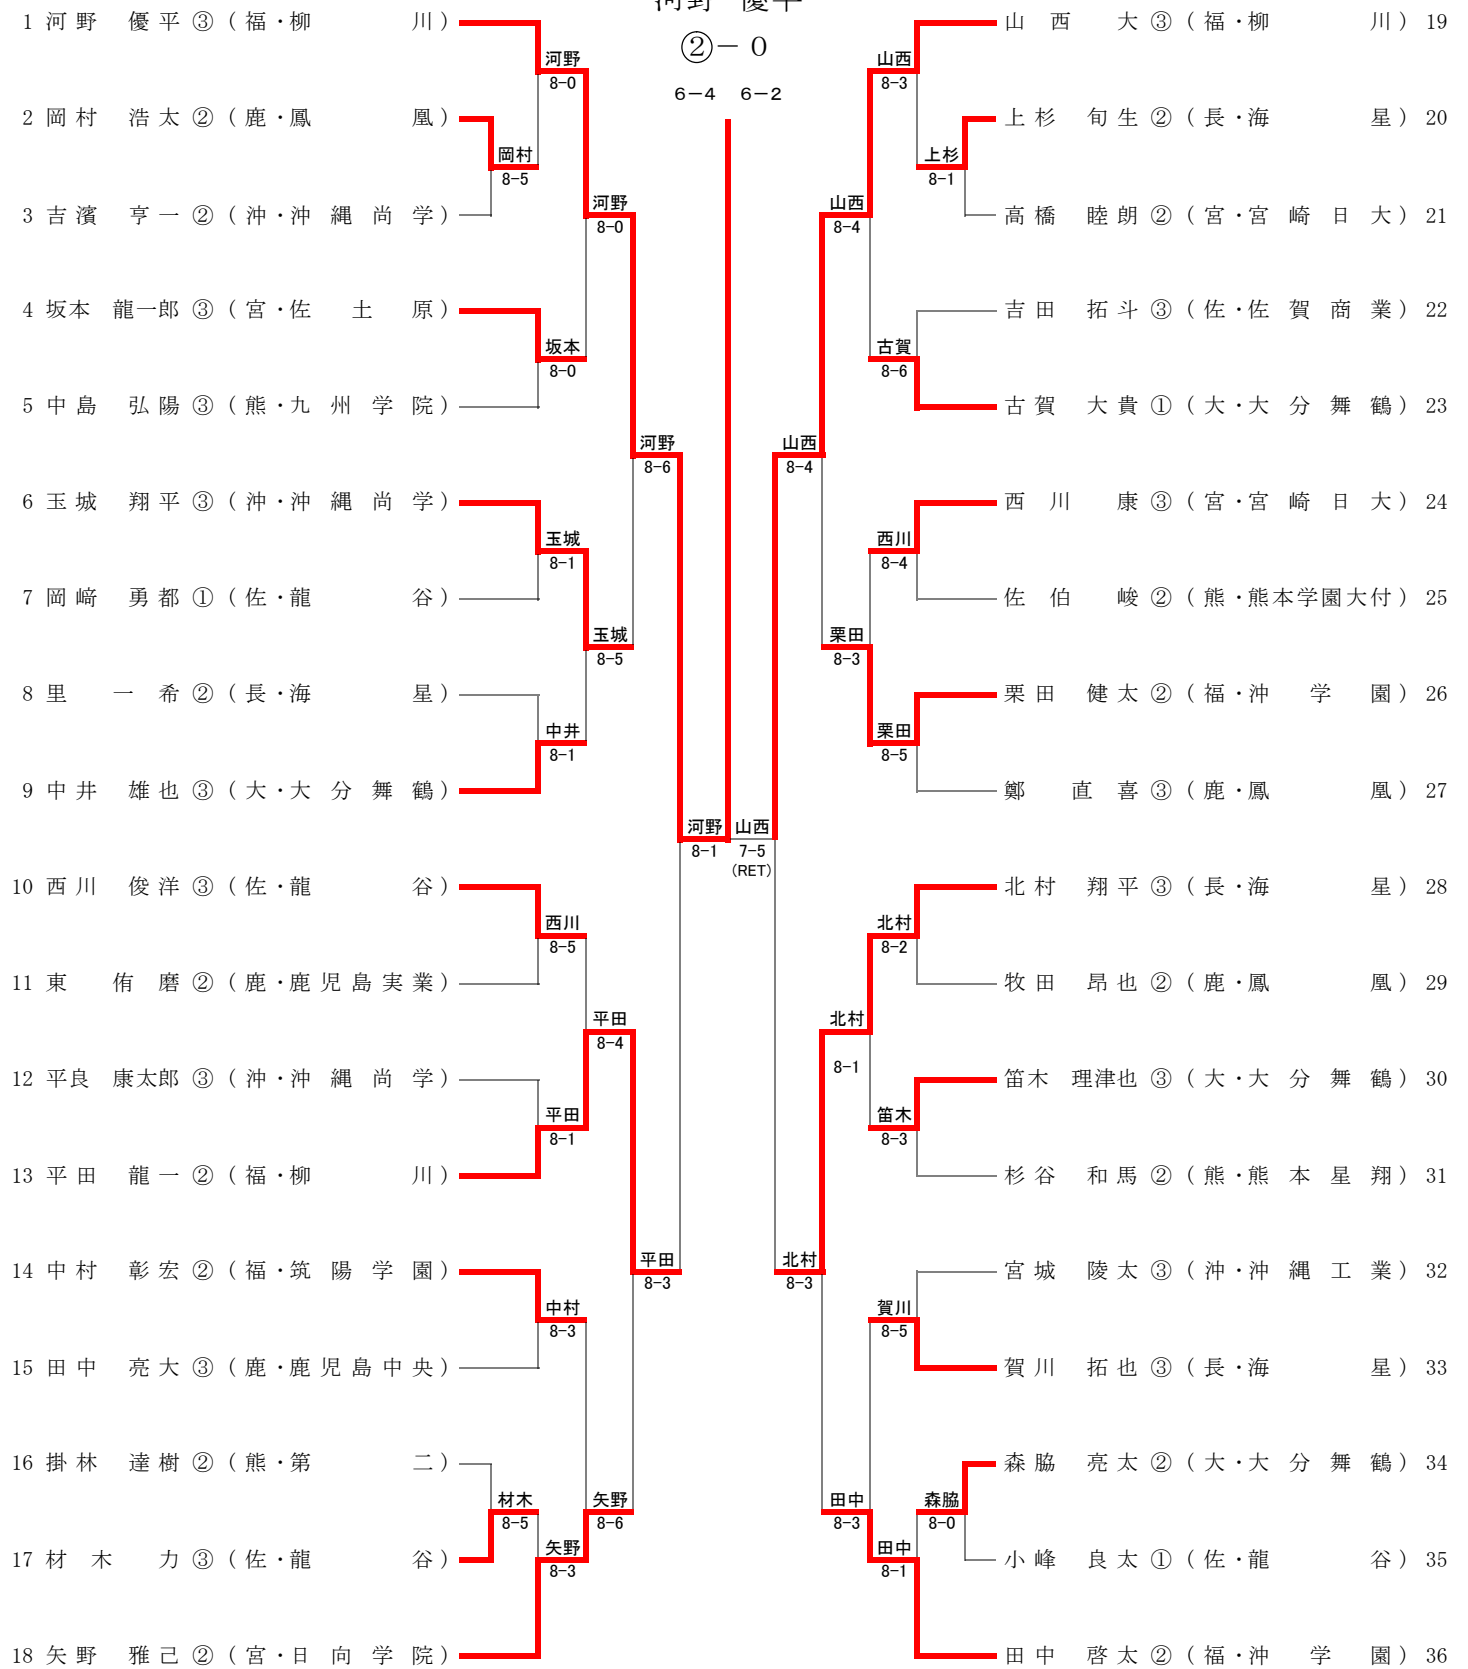 河野 優平
②－０
６－４ ６－２
1 河野 優平 ③ （福・柳川）
2 岡村 浩太 ② （鹿・鳳凰）
3 吉濱 亨一 ② （沖・沖縄尚学）
4 坂本 龍一郎 ③ （宮・佐土原）
5 中島 弘陽 ③ （熊・九州学院）
6 玉城 翔平 ③ （沖・沖縄尚学）
7 岡﨑 勇都 ① （佐・龍谷）
8 里 一希 ② （長・海星）
9 中井 雄也 ③ （大・大分舞鶴）
10 西川 俊洋 ③ （佐・龍谷）
11 東 侑磨 ② （鹿・鹿児島実業）
12 平良 康太郎 ③ （沖・沖縄尚学）
13 平田 龍一 ② （福・柳川）
14 中村 彰宏 ② （福・筑陽学園）
15 田中 亮大 ③ （鹿・鹿児島中央）
16 掛林 達樹 ② （熊・第二）
17 材木 力 ③ （佐・龍谷）
18 矢野 雅己 ② （宮・日向学院）
岡村
8-5
材木
8-5
河野
8-0
坂本
8-0
玉城
8-1
中井
8-1
西川
8-5
平田
8-1
中村
8-3
矢野
8-3
河野
8-0
玉城
8-5
平田
8-4
矢野
8-6
河野
8-6
平田
8-3
河野
8-1
山西
7-5
(RET)
山西
8-4
北村
8-3
山西
8-4
栗田
8-3
北村
8-1
田中
8-3
山西
8-3
古賀
8-6
西川
8-4
栗田
8-5
北村
8-2
笛木
8-3
賀川
8-5
田中
8-1
上杉
8-1
森脇
8-0
山西 大 ③ （福・柳川） 19
上杉 旬生 ② （長・海星） 20
高橋 睦朗 ② （宮・宮崎日大） 21
吉田 拓斗 ③ （佐・佐賀商業） 22
古賀 大貴 ① （大・大分舞鶴） 23
西川 康 ③ （宮・宮崎日大） 24
佐伯 峻 ② （熊・熊本学園大付） 25
栗田 健太 ② （福・沖学園） 26
鄭 直喜 ③ （鹿・鳳凰） 27
北村 翔平 ③ （長・海星） 28
牧田 昂也 ② （鹿・鳳凰） 29
笛木 理津也 ③ （大・大分舞鶴） 30
杉谷 和馬 ② （熊・熊本星翔） 31
宮城 陵太 ③ （沖・沖縄工業） 32
賀川 拓也 ③ （長・海星） 33
森脇 亮太 ② （大・大分舞鶴） 34
小峰 良太 ① （佐・龍谷） 35
田中 啓太 ② （福・沖学園） 36